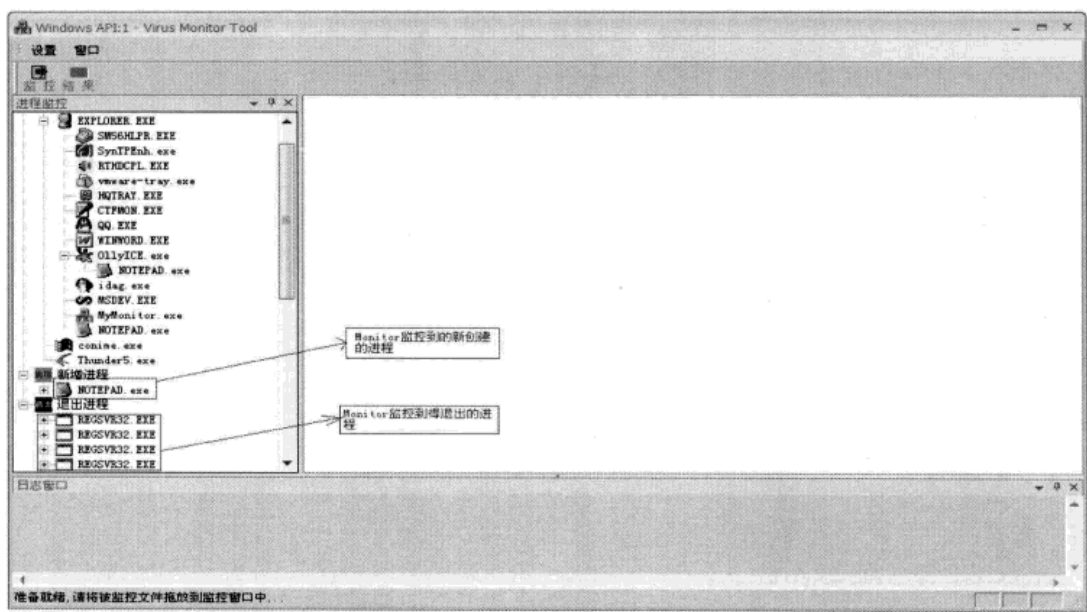 Windows API:1 - Virus Monitor Tool
设置 窗口
监控 结果
进程监控
EXPLORER.EXE
SM56HLPR.EXE
SynTPEnh.exe
RTHDCPL.EXE
vmware-tray.exe
HQTRAY.EXE
CTFMON.EXE
QQ.EXE
WINWORD.EXE
OllyICE.exe
NOTEPAD.exe
idag.exe
MSDEV.EXE
MyMonitor.exe
NOTEPAD.exe
conime.exe
Thunder5.exe
新增进程
NOTEPAD.exe
退出进程
REGSVR32.EXE
REGSVR32.EXE
REGSVR32.EXE
REGSVR32.EXE
Monitor监控到的新创建
的进程
Monitor监控到得退出的进
程
日志窗口
准备就绪,请将被监控文件拖放到监控窗口中...